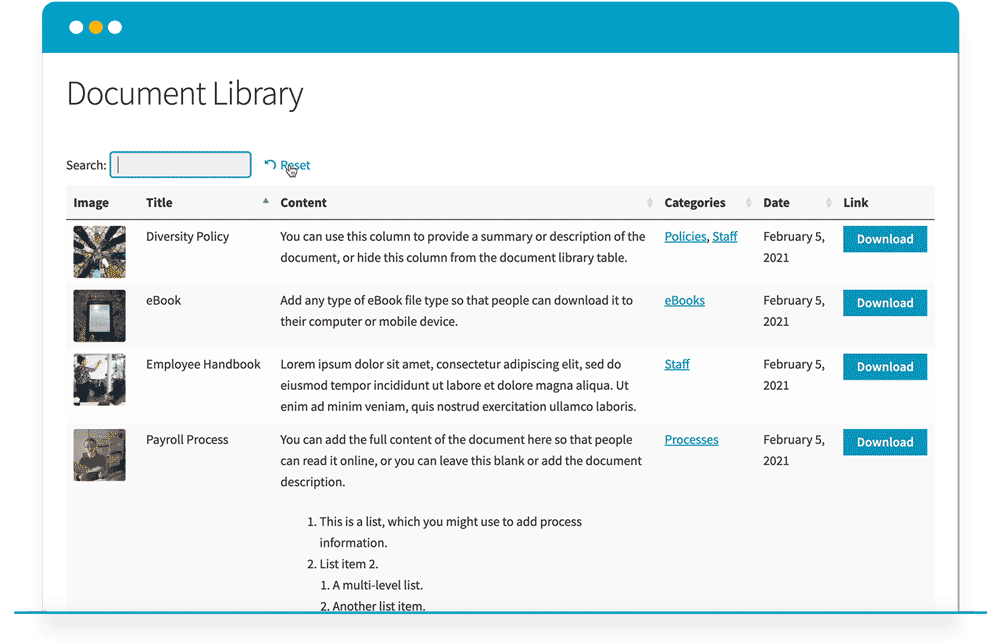 Document Library
Search: Reset
Image Title Content Categories Date Link
Diversity Policy You can use this column to provide a summary or description of the Policies, Staff February 5, Download
document, or hide this column from the document library table. 2021
eBook Add any type of eBook file type so that people can download it to eBooks February 5, Download
their computer or mobile device. 2021
Employee Handbook Lorem ipsum dolor sit amet, consectetur adipiscing elit, sed do Staff February 5, Download
eiusmod tempor incididunt ut labore et dolore magna aliqua. Ut 2021
enim ad minim veniam, quis nostrud exercitation ullamco laboris.
Payroll Process You can add the full content of the document here so that people Processes February 5, Download
can read it online, or you can leave this blank or add the document 2021
description.
1. This is a list, which you might use to add process
information.
2. List item 2.
1. A multi-level list.
2. Another list item.